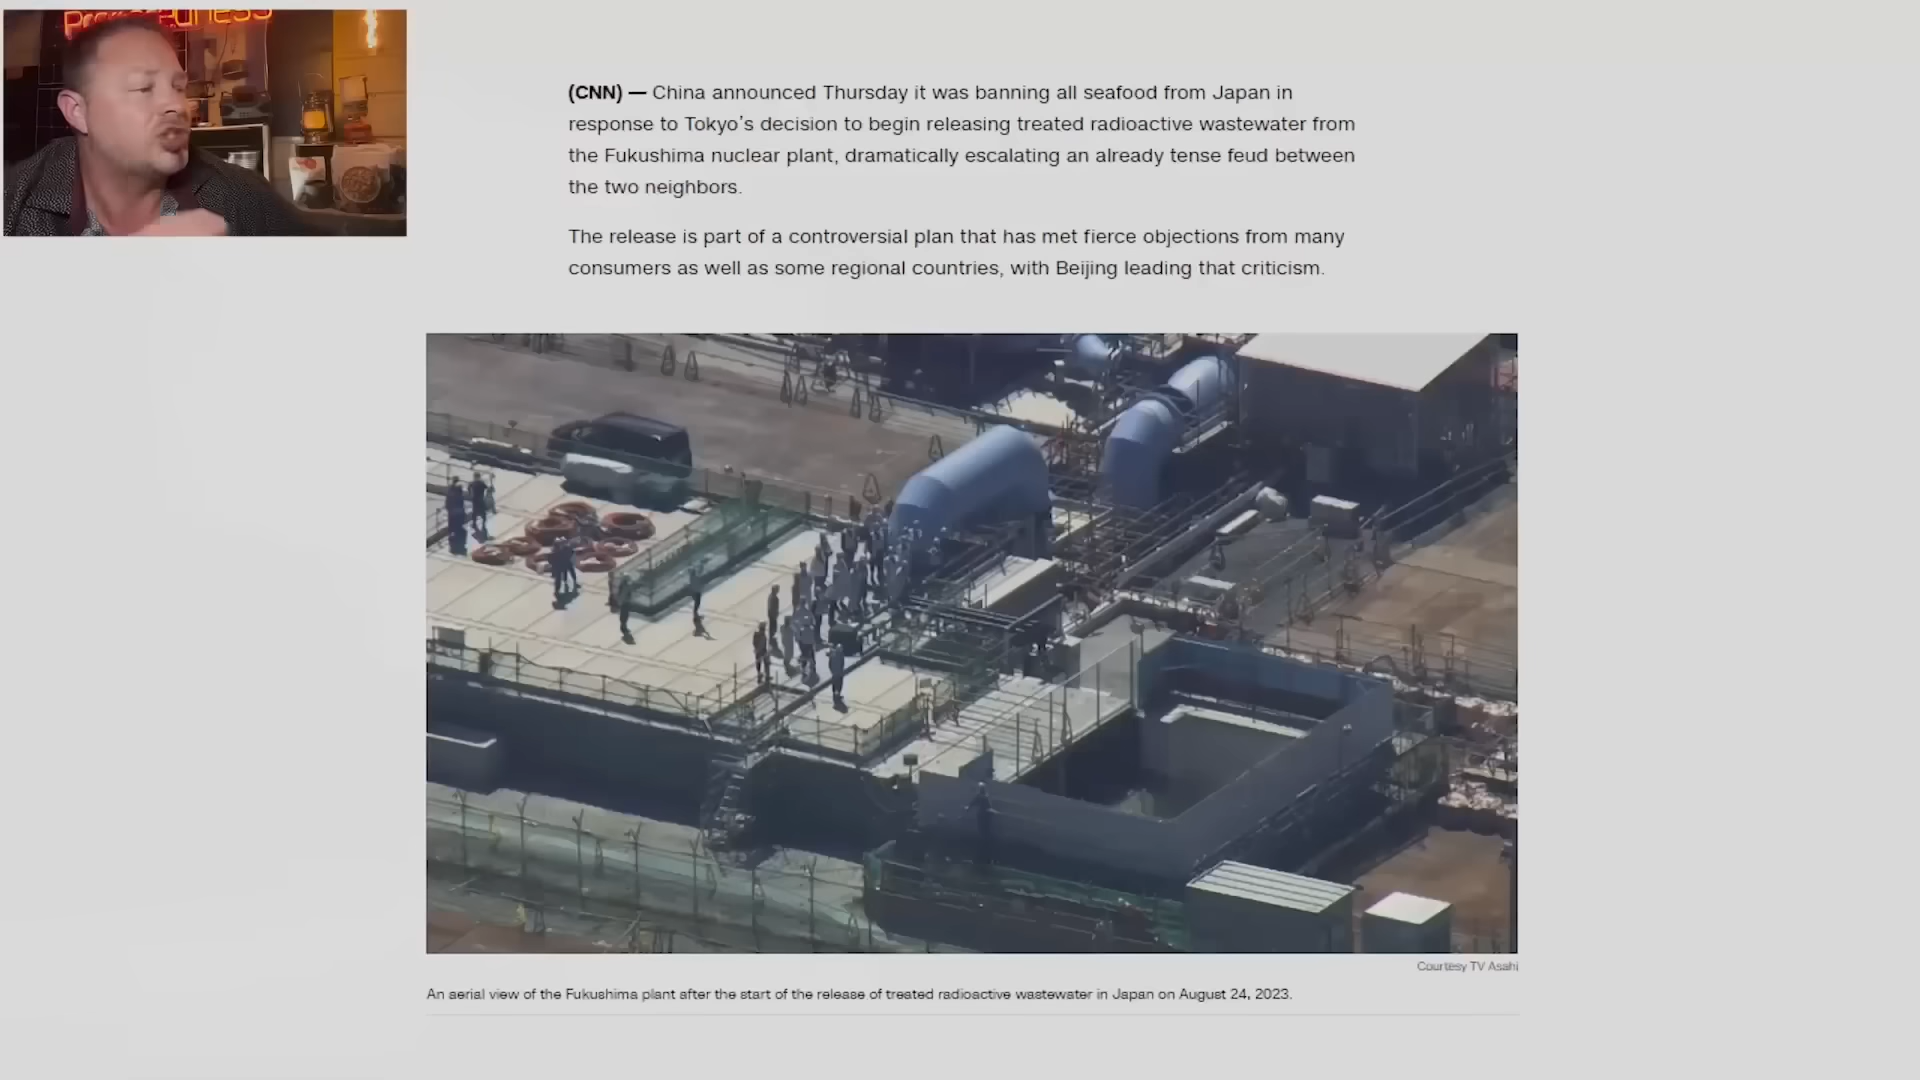 (CNN) — China announced Thursday it was banning all seafood from Japan in
response to Tokyo's decision to begin releasing treated radioactive wastewater from
the Fukushima nuclear plant, dramatically escalating an already tense feud between
the two neighbors.
The release is part of a controversial plan that has met fierce objections from many
consumers as well as some regional countries, with Beijing leading that criticism.
Courtesy TV Asahi
An aerial view of the Fukushima plant after the start of the release of treated radioactive wastewater in Japan on August 24, 2023.